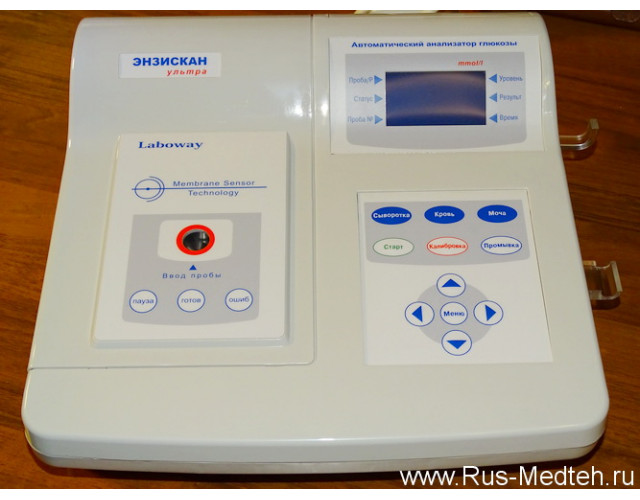 ЭНЗИСКАН
ультра
Автоматический анализатор глюкозы
mmol/l
Проба/Р
Уровень
Статус
Результ
Проба №
Время
Laboway
Membrane Sensor
Technology
Ввод пробы
пауза
готов
ошиб
Сыворотка
Кровь
Моча
Старт
Калибровка
Промывка
Меню
www.Rus-Medteh.ru